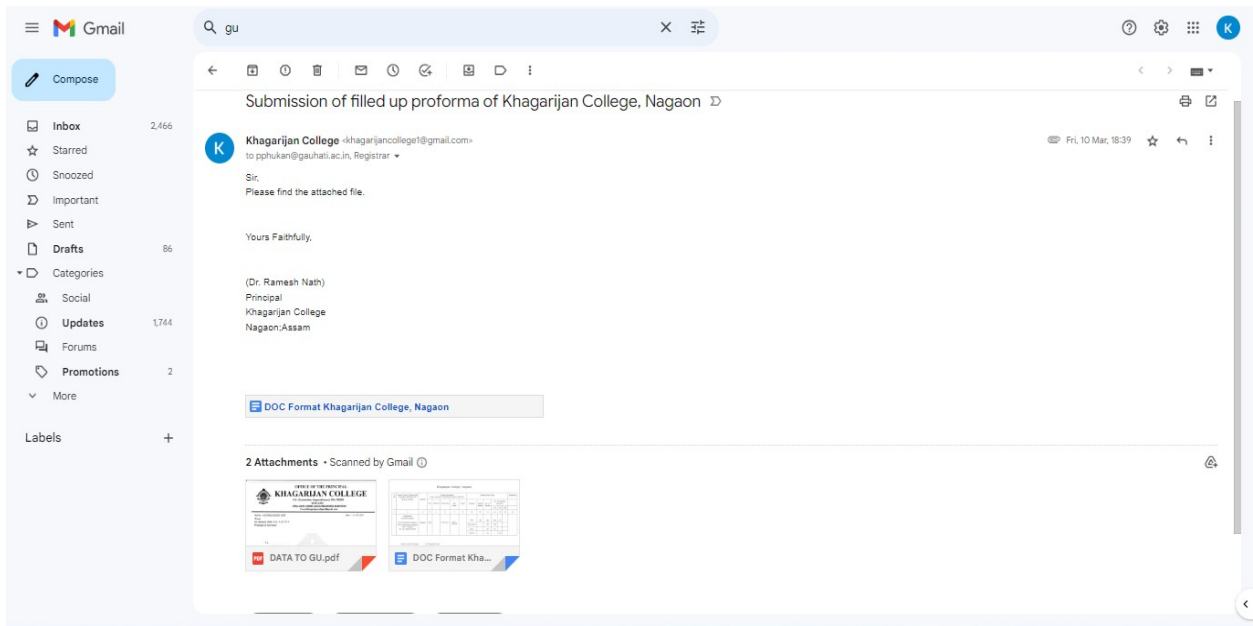 Gmail
gu
K
Compose
Submission of filled up proforma of Khagarijan College, Nagaon
Inbox 2,466
Starred
Snoozed
Important
Sent
Drafts 86
Categories
Social
Updates 1,744
Forums
Promotions 2
More
Labels
K
Khagarijan College <khagarijancollege1@gmail.com>
Fri, 10 Mar, 18:39
to pphukan@gauhati.ac.in, Registrar
Sir,
Please find the attached file.
Yours Faithfully,
(Dr. Ramesh Nath)
Principal
Khagarijan College
Nagaon;Assam
DOC Format Khagarijan College, Nagaon
2 Attachments • Scanned by Gmail
OFFICE OF THE PRINCIPAL
KHAGARIJAN COLLEGE
PDF DATA TO GU.pdf
DOC Format Kha...